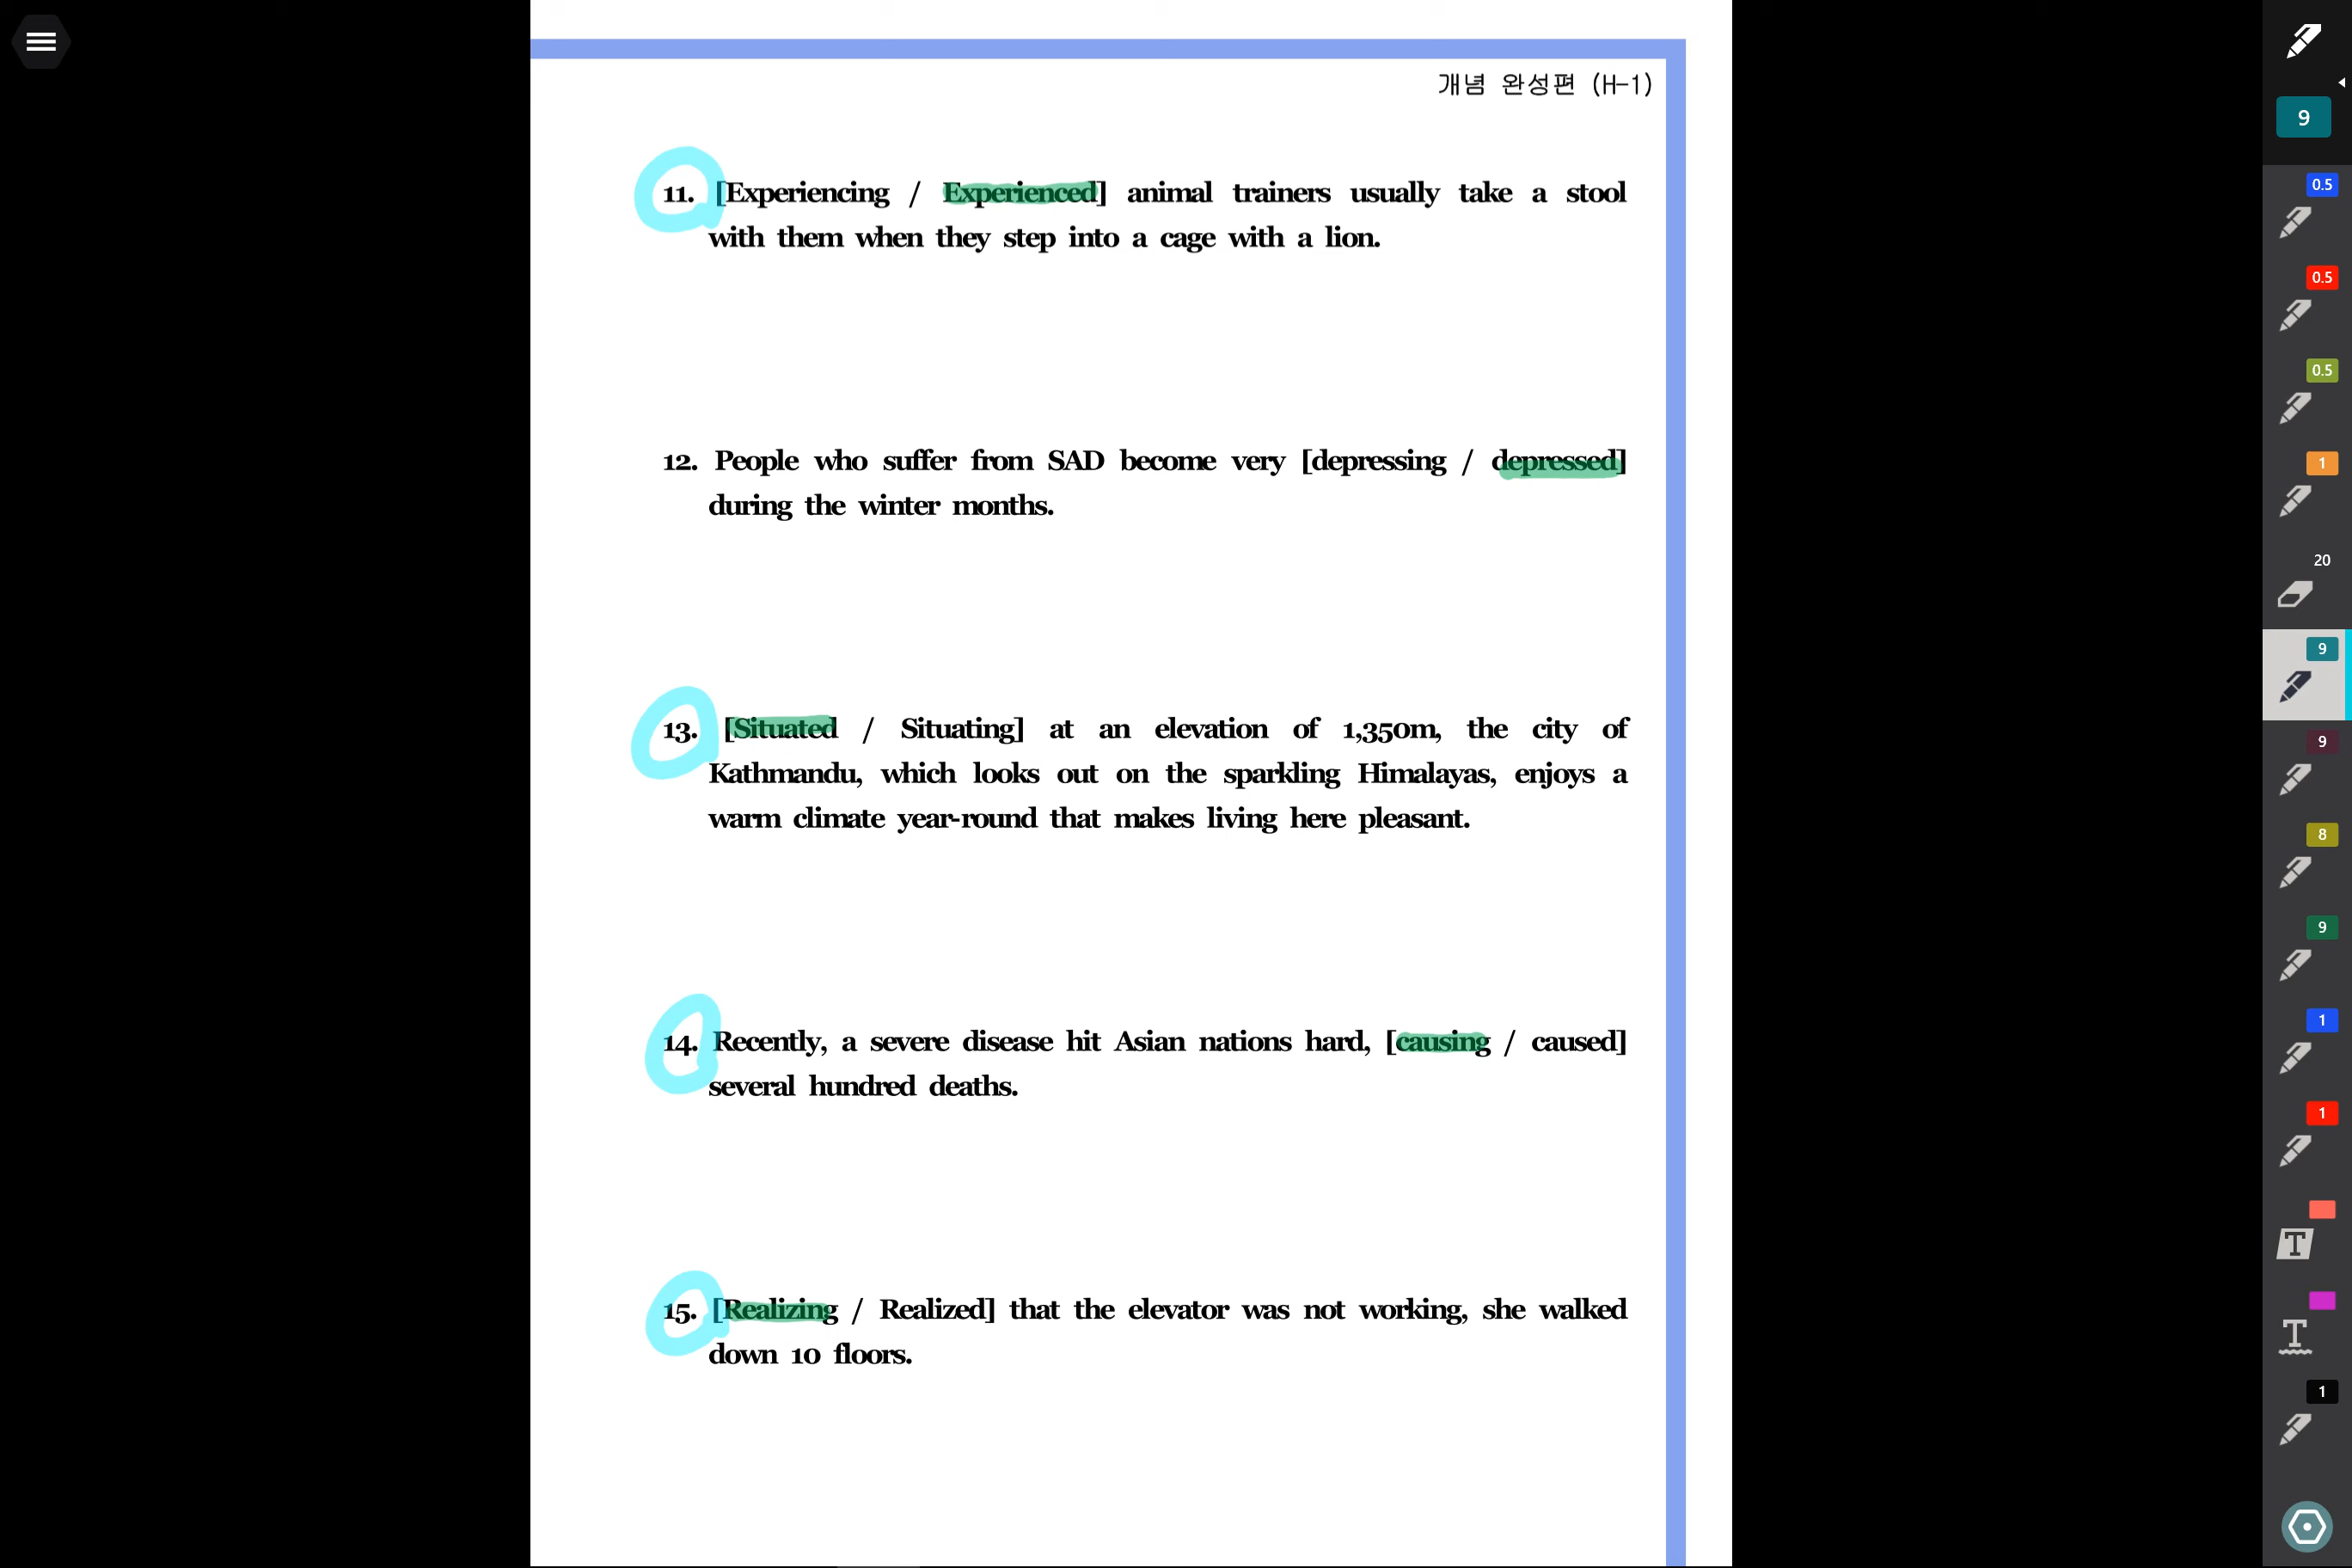 개념 완성편 (H-1)
11. [Experiencing / Experienced] animal trainers usually take a stool
with them when they step into a cage with a lion.
12. People who suffer from SAD become very [depressing / depressed]
during the winter months.
13. [Situated / Situating] at an elevation of 1,350m, the city of
Kathmandu, which looks out on the sparkling Himalayas, enjoys a
warm climate year-round that makes living here pleasant.
14. Recently, a severe disease hit Asian nations hard, [causing / caused]
several hundred deaths.
15. [Realizing / Realized] that the elevator was not working, she walked
down 10 floors.
9
0.5
0.5
0.5
1
20
9
9
8
9
1
1
T
T
1